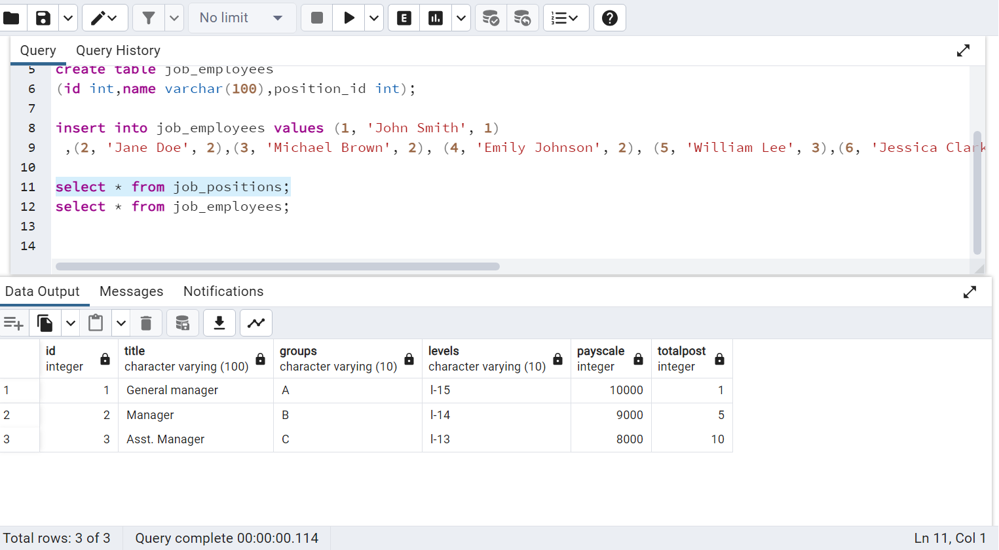 No limit
E
Query Query History
5 create table job_employees
6 (id int,name varchar(100),position_id int);
7
8 insert into job_employees values (1, 'John Smith', 1)
9 ,(2, 'Jane Doe', 2),(3, 'Michael Brown', 2), (4, 'Emily Johnson', 2), (5, 'William Lee', 3),(6, 'Jessica Clark
10
11 select * from job_positions;
12 select * from job_employees;
13
14
Data Output Messages Notifications
id title groups levels payscale totalpost
integer character varying (100) character varying (10) character varying (10) integer integer
1 1 General manager A l-15 10000 1
2 2 Manager B l-14 9000 5
3 3 Asst. Manager C l-13 8000 10
Total rows: 3 of 3 Query complete 00:00:00.114 Ln 11, Col 1